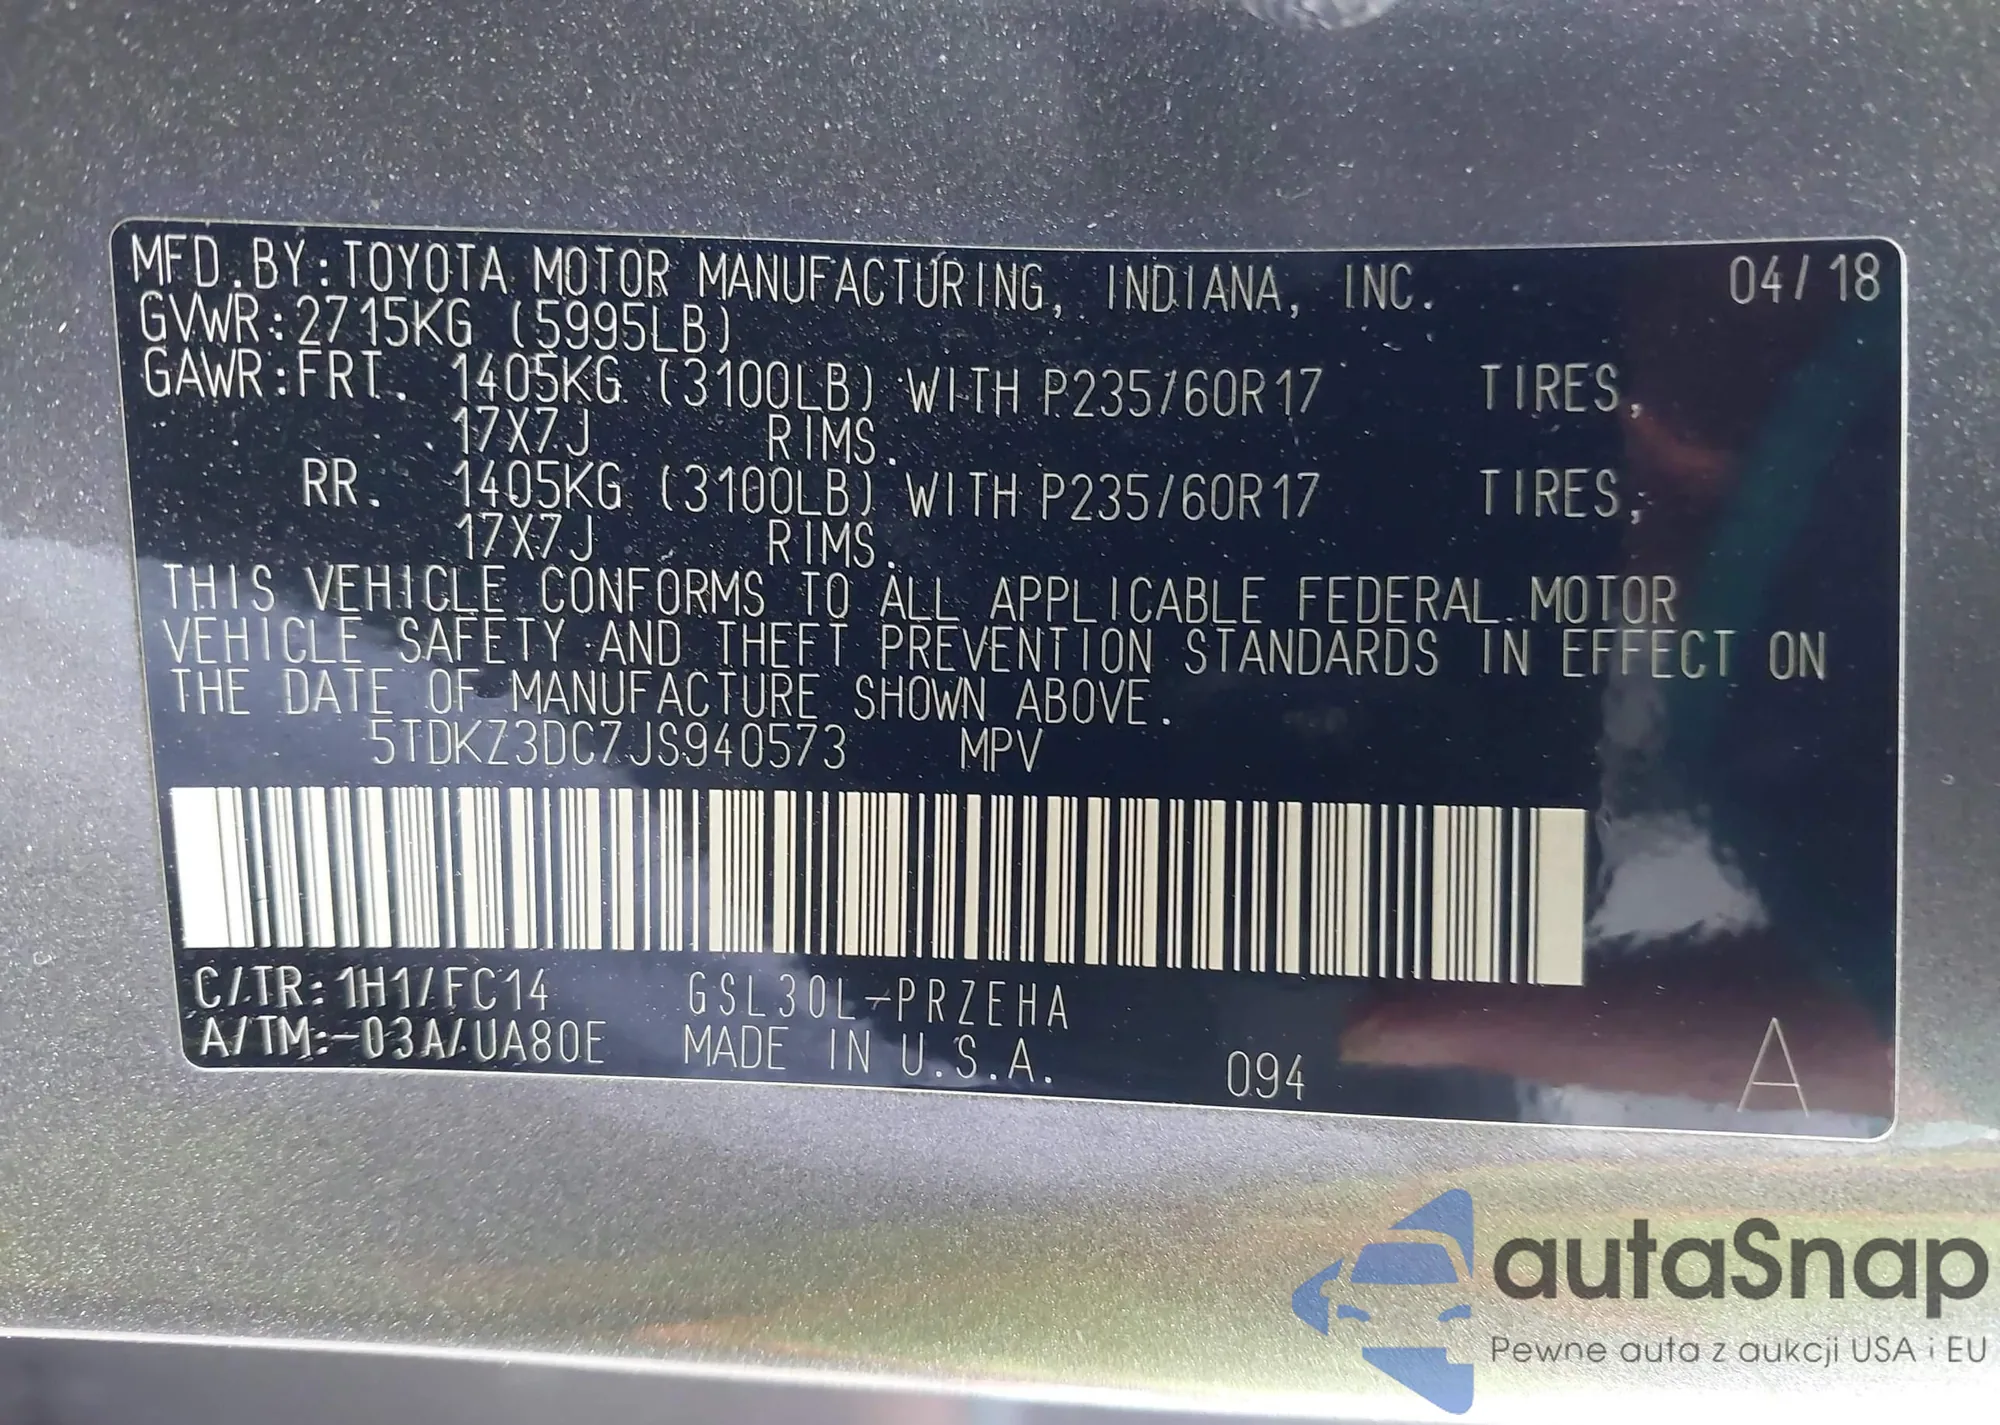 MFD. BY: TOYOTA MOTOR MANUFACTURING, INDIANA, INC. 04/18
GVWR: 2715KG (5995LB)
GAWR: FRT. 1405KG (3100LB) WITH P235/60R17 TIRES,
17X7J RIMS.
RR. 1405KG (3100LB) WITH P235/60R17 TIRES,
17X7J RIMS.
THIS VEHICLE CONFORMS TO ALL APPLICABLE FEDERAL MOTOR
VEHICLE SAFETY AND THEFT PREVENTION STANDARDS IN EFFECT ON
THE DATE OF MANUFACTURE SHOWN ABOVE.
5TDKZ3DC7JS940573 MPV
C/TR: 1H1/FC14 GSL30L-PRZEHA
A/TM: -03A/UA80E MADE IN U.S.A. 094 A
autaSnap
Pewne auta z aukcji USA i EU